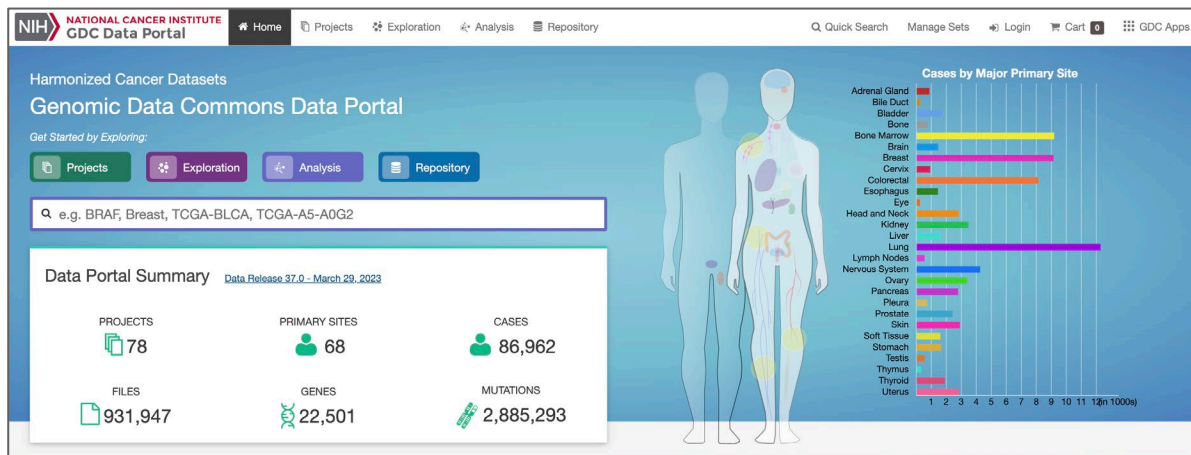 NIH NATIONAL CANCER INSTITUTE
GDC Data Portal
Home
Projects
Exploration
Analysis
Repository
Quick Search
Manage Sets
Login
Cart 0
GDC Apps
Harmonized Cancer Datasets
Genomic Data Commons Data Portal
Get Started by Exploring:
Projects
Exploration
Analysis
Repository
e.g. BRAF, Breast, TCGA-BLCA, TCGA-A5-A0G2
Data Portal Summary Data Release 37.0 - March 29, 2023
PROJECTS
78
PRIMARY SITES
68
CASES
86,962
FILES
931,947
GENES
22,501
MUTATIONS
2,885,293
Cases by Major Primary Site
Adrenal Gland
Bile Duct
Bladder
Bone
Bone Marrow
Brain
Breast
Cervix
Colorectal
Esophagus
Eye
Head and Neck
Kidney
Liver
Lung
Lymph Nodes
Nervous System
Ovary
Pancreas
Pleura
Prostate
Skin
Soft Tissue
Stomach
Testis
Thymus
Thyroid
Uterus
1 2 3 4 5 6 7 8 9 10 11 12 (in 1000s)